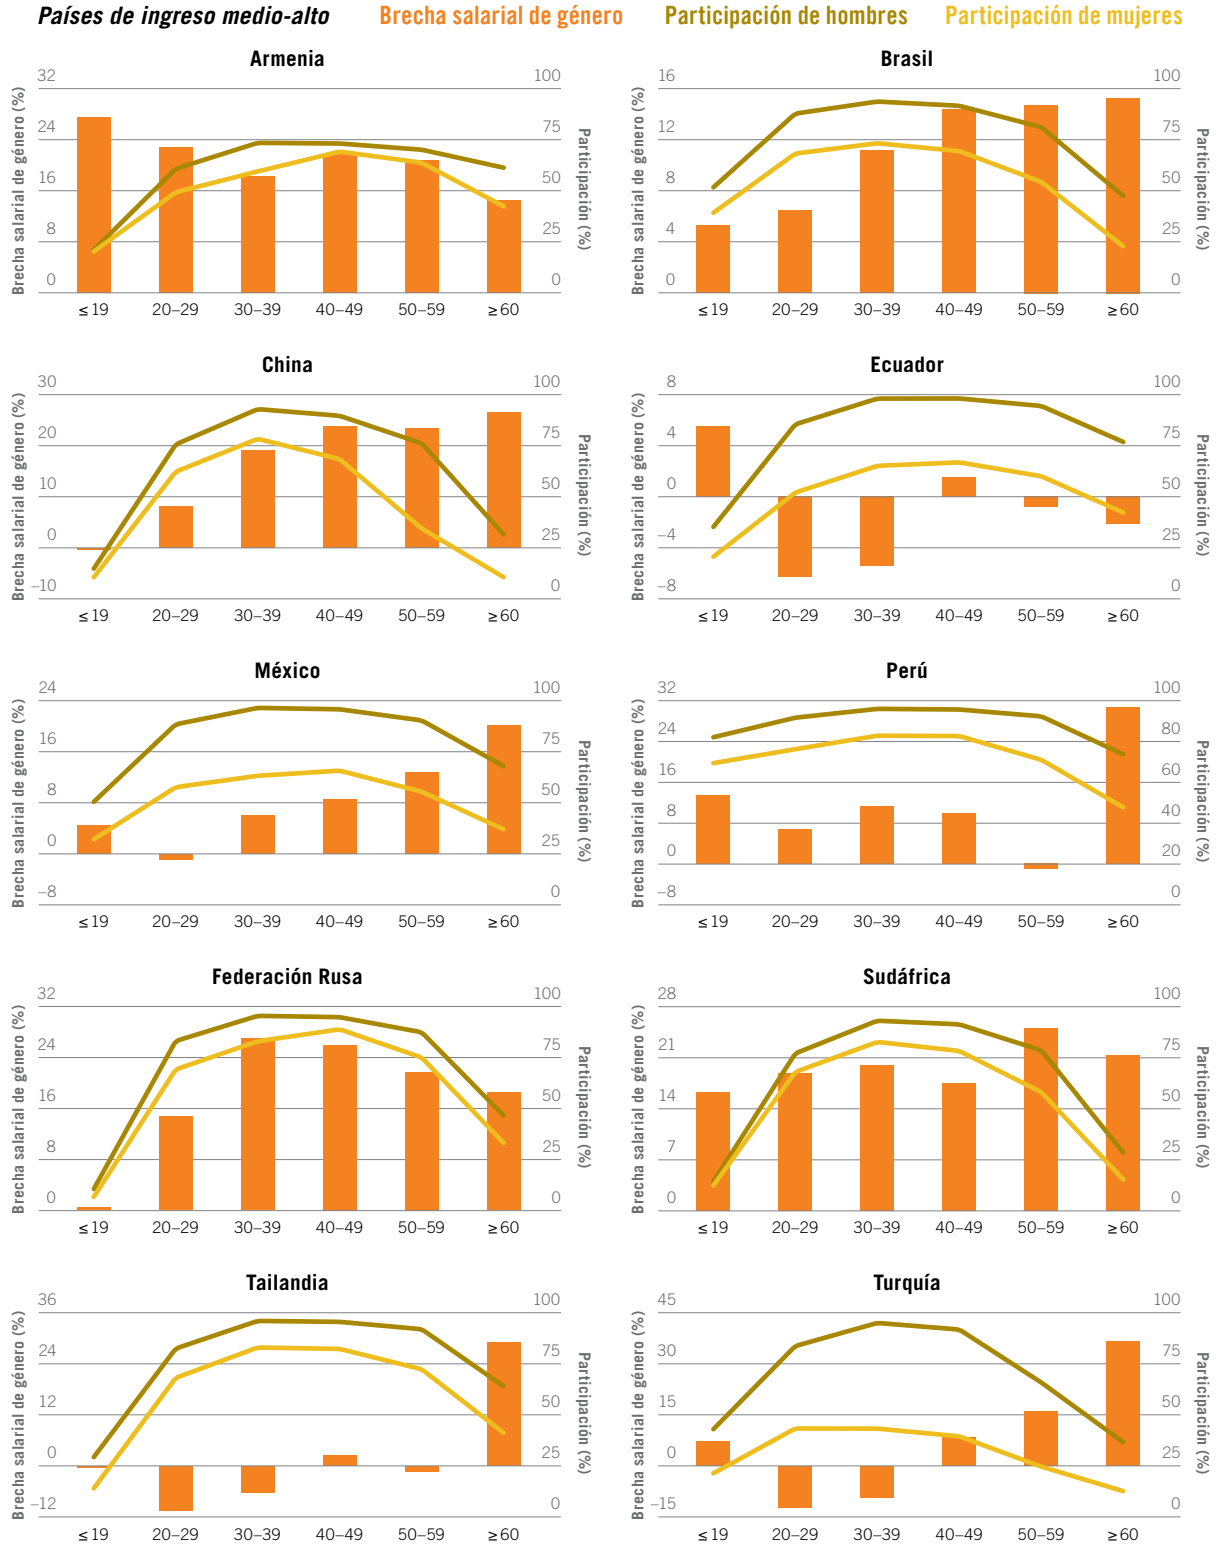 Países de ingreso medio-alto Brecha salarial de género Participación de hombres Participación de mujeres
Armenia
Brecha salarial de género (%)
32
24
16
8
0
100
75
50
25
0
Participación (%)
≤19 20–29 30–39 40–49 50–59 ≥60
Brasil
Brecha salarial de género (%)
16
12
8
4
0
100
75
50
25
0
Participación (%)
≤19 20–29 30–39 40–49 50–59 ≥60
China
Brecha salarial de género (%)
30
20
10
0
–10
100
75
50
25
0
Participación (%)
≤19 20–29 30–39 40–49 50–59 ≥60
Ecuador
Brecha salarial de género (%)
8
4
0
–4
–8
100
75
50
25
0
Participación (%)
≤19 20–29 30–39 40–49 50–59 ≥60
México
Brecha salarial de género (%)
24
16
8
0
–8
100
75
50
25
0
Participación (%)
≤19 20–29 30–39 40–49 50–59 ≥60
Perú
Brecha salarial de género (%)
32
24
16
8
0
–8
100
80
60
40
20
0
Participación (%)
≤19 20–29 30–39 40–49 50–59 ≥60
Federación Rusa
Brecha salarial de género (%)
32
24
16
8
0
100
75
50
25
0
Participación (%)
≤19 20–29 30–39 40–49 50–59 ≥60
Sudáfrica
Brecha salarial de género (%)
28
21
14
7
0
100
75
50
25
0
Participación (%)
≤19 20–29 30–39 40–49 50–59 ≥60
Tailandia
Brecha salarial de género (%)
36
24
12
0
–12
100
75
50
25
0
Participación (%)
≤19 20–29 30–39 40–49 50–59 ≥60
Turquía
Brecha salarial de género (%)
45
30
15
0
–15
100
75
50
25
0
Participación (%)
≤19 20–29 30–39 40–49 50–59 ≥60